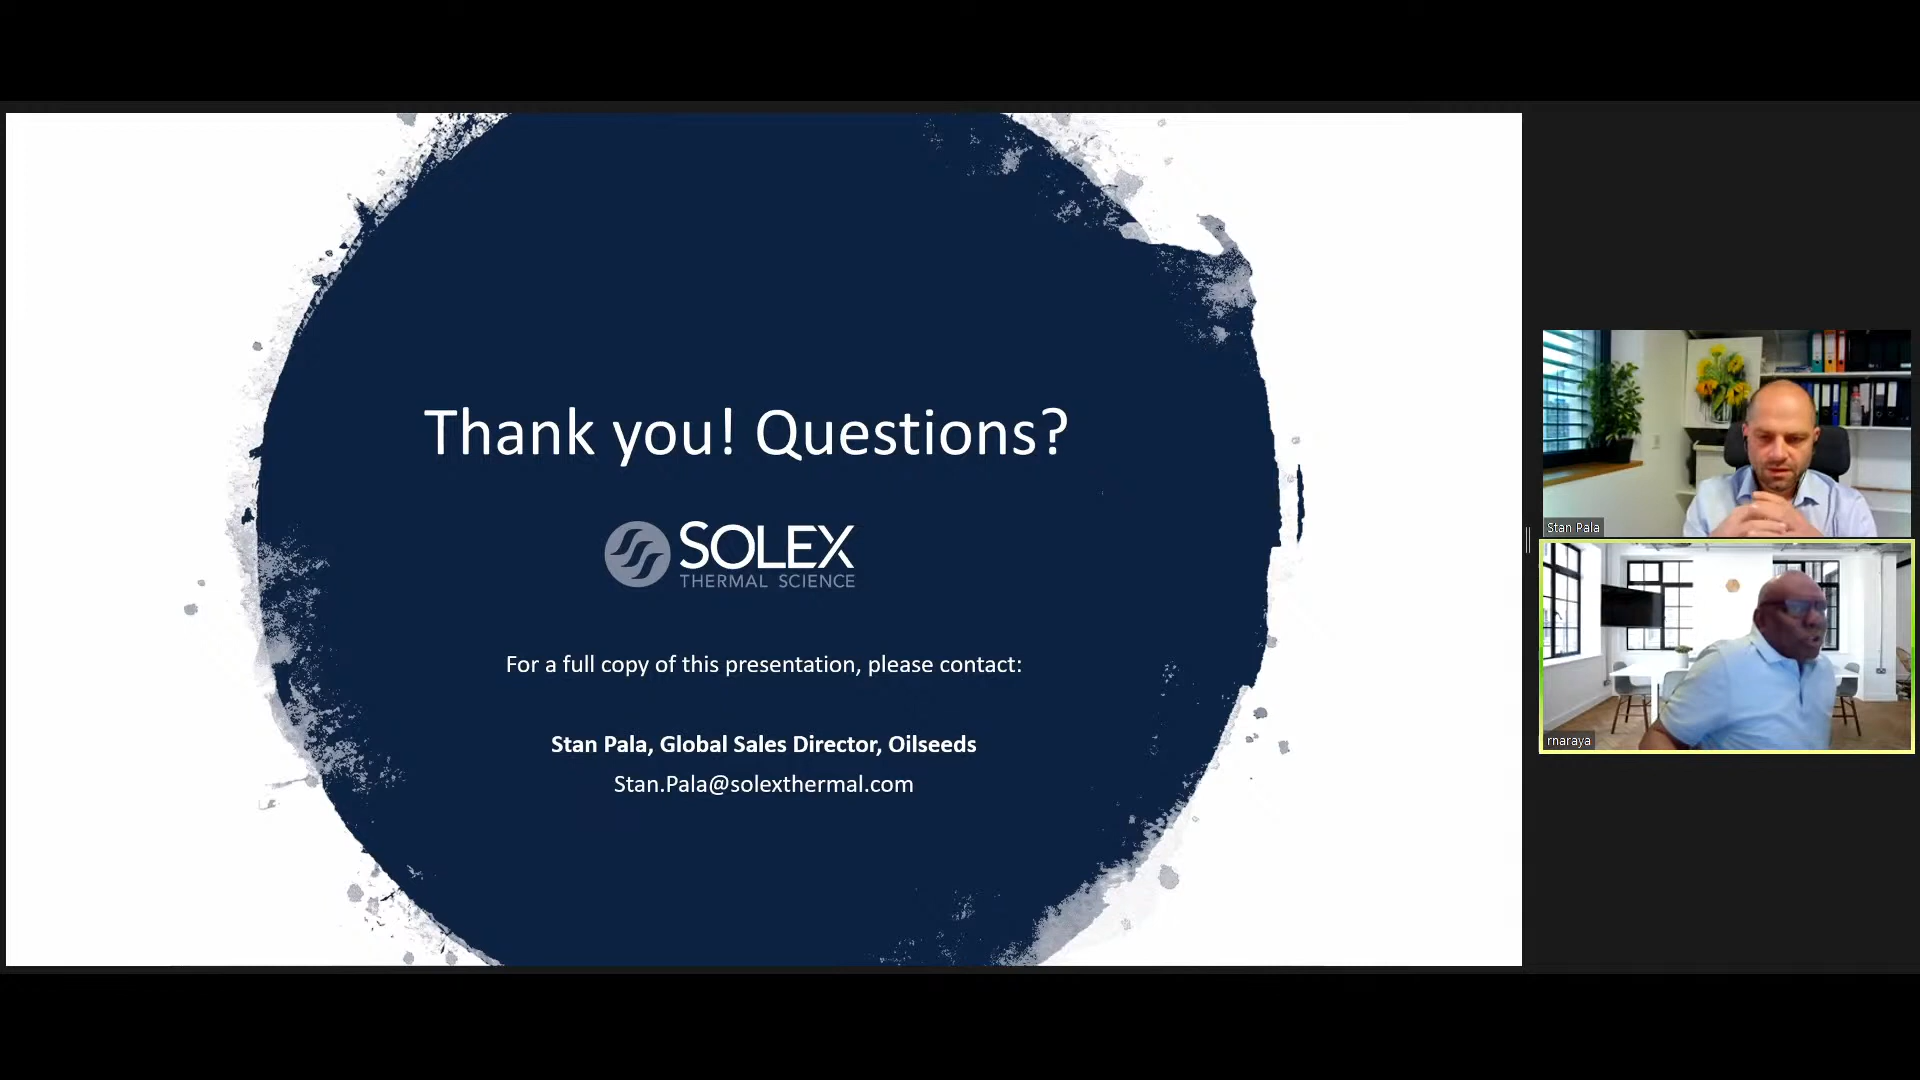 Thank you! Questions?
SOLEX
THERMAL SCIENCE
For a full copy of this presentation, please contact:
Stan Pala, Global Sales Director, Oilseeds
Stan.Pala@solexthermal.com
Stan Pala
rnaraya